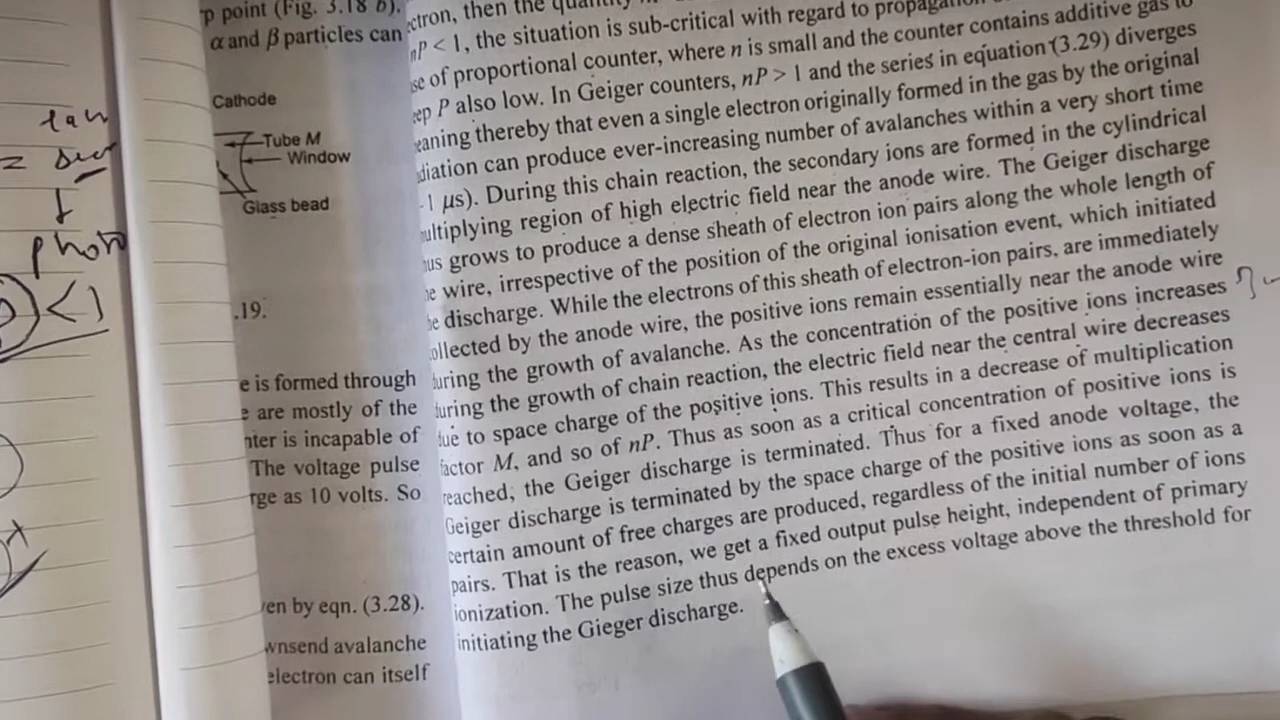 law
= Den
↓
Photo
<1
p point (Fig. 3.18 b).
α and β particles can
Cathode
Tube M
Window
Glass bead
.19.
e is formed through
e are mostly of the
nter is incapable of
The voltage pulse
rge as 10 volts. So
en by eqn. (3.28).
wnsend avalanche
electron can itself
ectron, then the
nP < 1, the situation is sub-critical with regard to
se of proportional counter, where n is small and the counter contains additive gas to
eep P also low. In Geiger counters, nP > 1 and the series in equation (3.29) diverges
eaning thereby that even a single electron originally formed in the gas by the original
diation can produce ever-increasing number of avalanches within a very short time
1 μs). During this chain reaction, the secondary ions are formed in the cylindrical
ultiplying region of high electric field near the anode wire. The Geiger discharge
us grows to produce a dense sheath of electron ion pairs along the whole length of
e wire, irrespective of the position of the original ionisation event, which initiated
e discharge. While the electrons of this sheath of electron-ion pairs, are immediately
ollected by the anode wire, the positive ions remain essentially near the anode wire
uring the growth of avalanche. As the concentration of the positive ions increases
during the growth of chain reaction, the electric field near the central wire decreases
due to space charge of the positive ions. This results in a decrease of multiplication
factor M, and so of nP. Thus as soon as a critical concentration of positive ions is
reached, the Geiger discharge is terminated. Thus for a fixed anode voltage, the
Geiger discharge is terminated by the space charge of the positive ions as soon as a
certain amount of free charges are produced, regardless of the initial number of ions
pairs. That is the reason, we get a fixed output pulse height, independent of primary
ionization. The pulse size thus depends on the excess voltage above the threshold for
initiating the Gieger discharge.